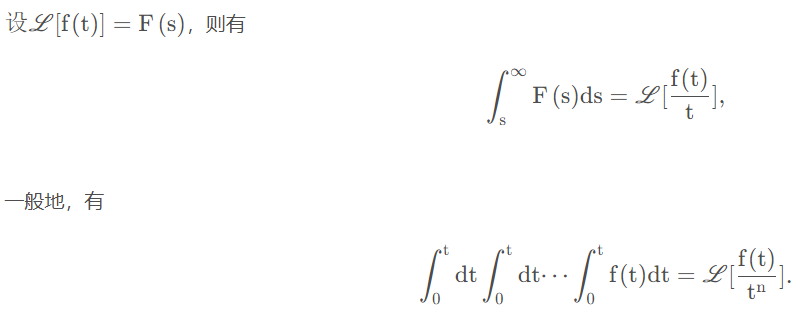 设ℒ[f(t)] = F(s)，则有
∫_s^∞ F(s)ds = ℒ[f(t)/t],
一般地，有
∫_0^t dt ∫_0^t dt⋯ ∫_0^t f(t)dt = ℒ[f(t)/t^n].